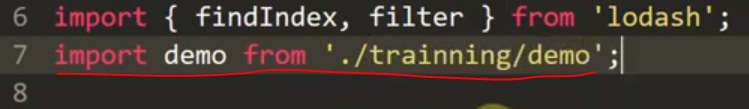 6 import { findIndex, filter } from 'lodash';
7 import demo from './trainning/demo';
8